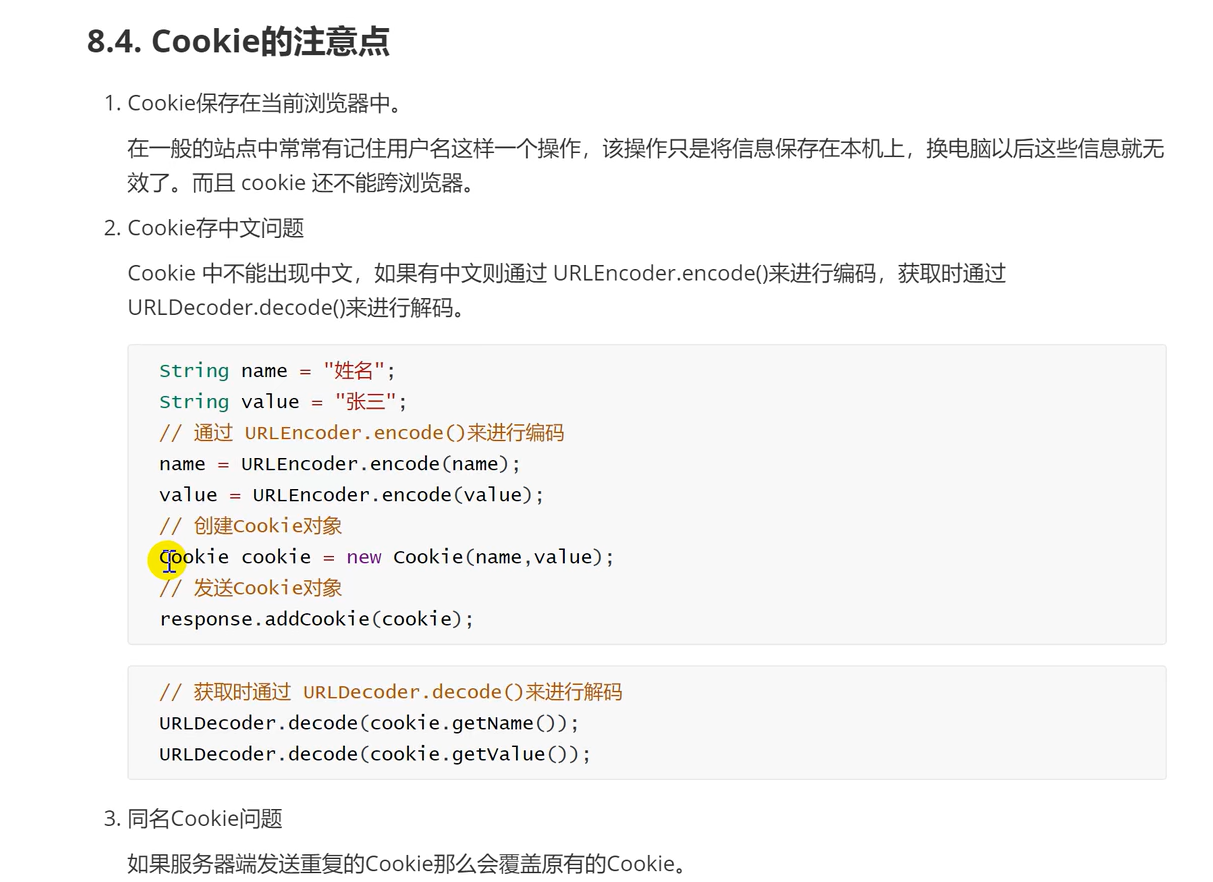 8.4. Cookie的注意点
1. Cookie保存在当前浏览器中。
在一般的站点中常常有记住用户名这样一个操作，该操作只是将信息保存在本机上，换电脑以后这些信息就无
效了。而且 cookie 还不能跨浏览器。
2. Cookie存中文问题
Cookie 中不能出现中文，如果有中文则通过 URLEncoder.encode()来进行编码，获取时通过
URLDecoder.decode()来进行解码。
String name = "姓名";
String value = "张三";
// 通过 URLEncoder.encode()来进行编码
name = URLEncoder.encode(name);
value = URLEncoder.encode(value);
// 创建Cookie对象
Cookie cookie = new Cookie(name,value);
// 发送Cookie对象
response.addCookie(cookie);
// 获取时通过 URLDecoder.decode()来进行解码
URLDecoder.decode(cookie.getName());
URLDecoder.decode(cookie.getValue());
3. 同名Cookie问题
如果服务器端发送重复的Cookie那么会覆盖原有的Cookie。